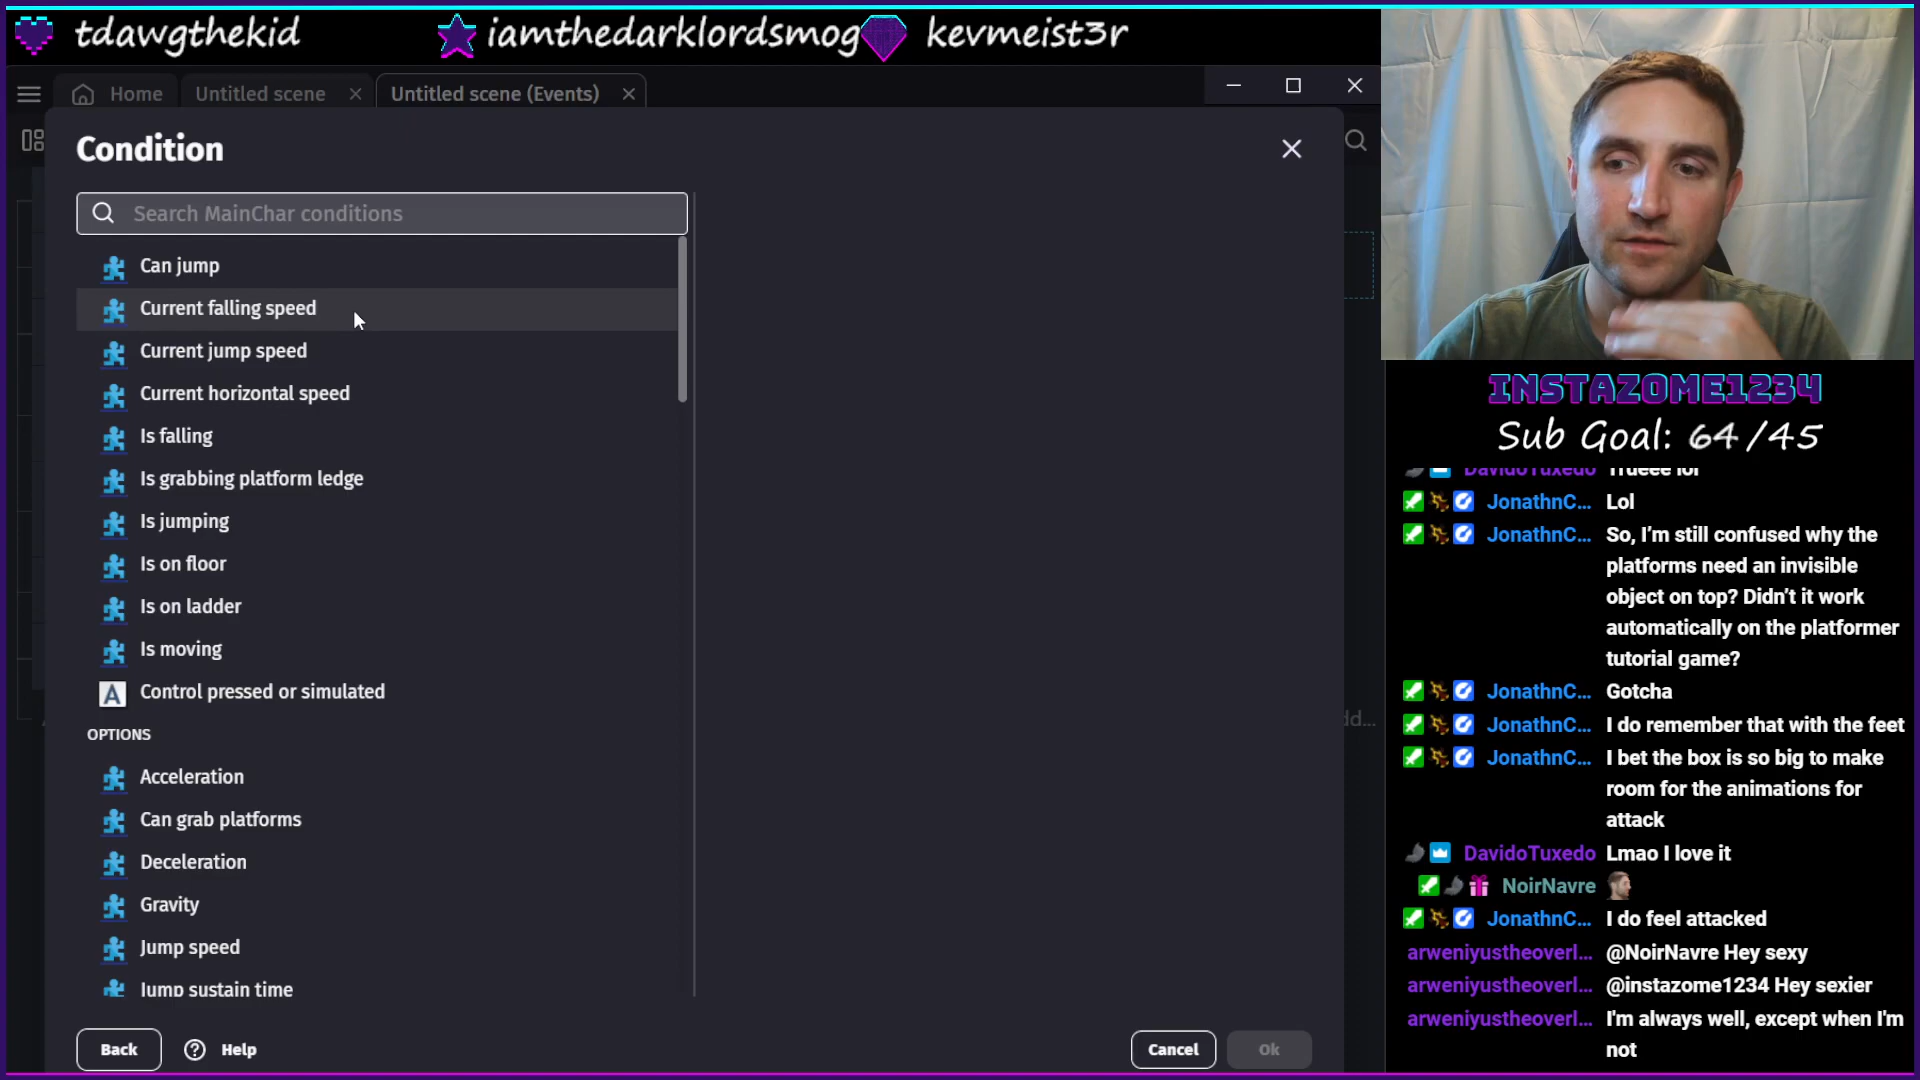 tdawgthekid
iamthedarklordsmog
kevmeist3r
Home
Untitled scene
Untitled scene (Events)
Condition
Search MainChar conditions
Can jump
Current falling speed
Current jump speed
Current horizontal speed
Is falling
Is grabbing platform ledge
Is jumping
Is on floor
Is on ladder
Is moving
A
Control pressed or simulated
OPTIONS
Acceleration
Can grab platforms
Deceleration
Gravity
Jump speed
Jump sustain time
Back
? Help
Cancel
Ok
dd...
INSTAZOME1234
Sub Goal: 64/45
DavidoTuxedo Trueee lol
JonathnC... Lol
JonathnC... So, I'm still confused why the
platforms need an invisible
object on top? Didn't it work
automatically on the platformer
tutorial game?
JonathnC... Gotcha
JonathnC... I do remember that with the feet
JonathnC... I bet the box is so big to make
room for the animations for
attack
DavidoTuxedo Lmao I love it
NoirNavre
JonathnC... I do feel attacked
arweniyustheoverl... @NoirNavre Hey sexy
arweniyustheoverl... @instazome1234 Hey sexier
arweniyustheoverl... I'm always well, except when I'm
not